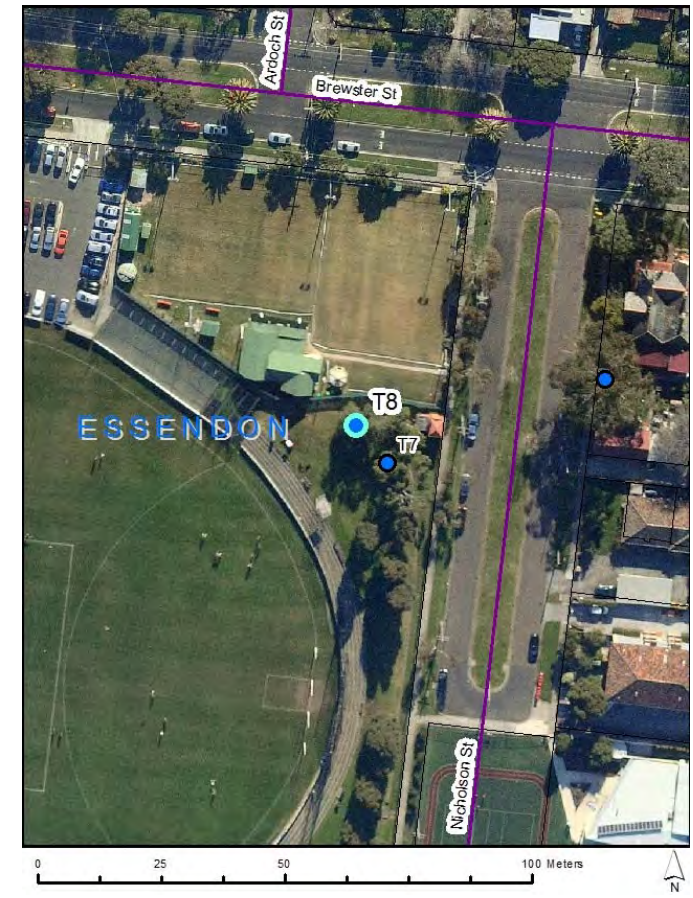 Ardoch St
Brewster St
ESSENDON
T8
T7
Nicholson St
0 25 50 100 Meters
N